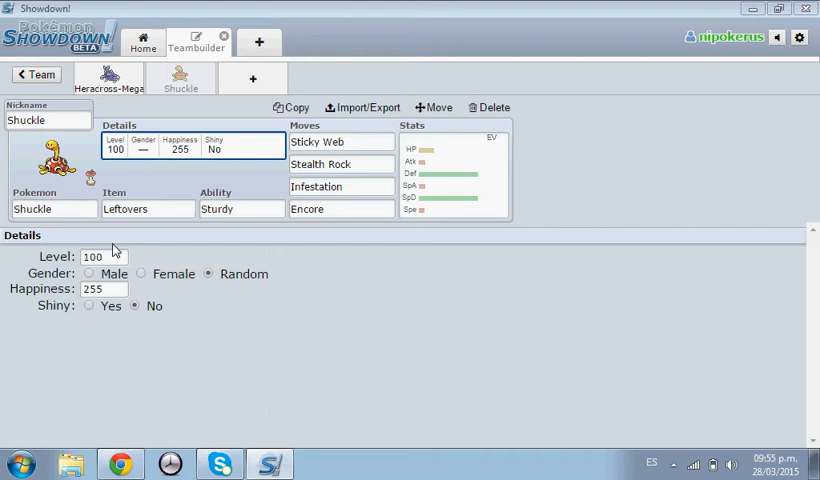 Showdown!
Pokémon
Showdown! BETA
Home
Teambuilder
+
nipokerus
Team
Heracross-Mega
Shuckle
+
Copy Import/Export Move Delete
Nickname
Shuckle
Details
Level Gender Happiness Shiny
100 — 255 No
Pokemon
Shuckle
Item
Leftovers
Ability
Sturdy
Moves
Sticky Web
Stealth Rock
Infestation
Encore
Stats
EV
HP
Atk
Def
SpA
SpD
Spe
Details
Level: 100
Gender: Male Female Random
Happiness: 255
Shiny: Yes No
ES
09:55 p.m.
28/03/2015